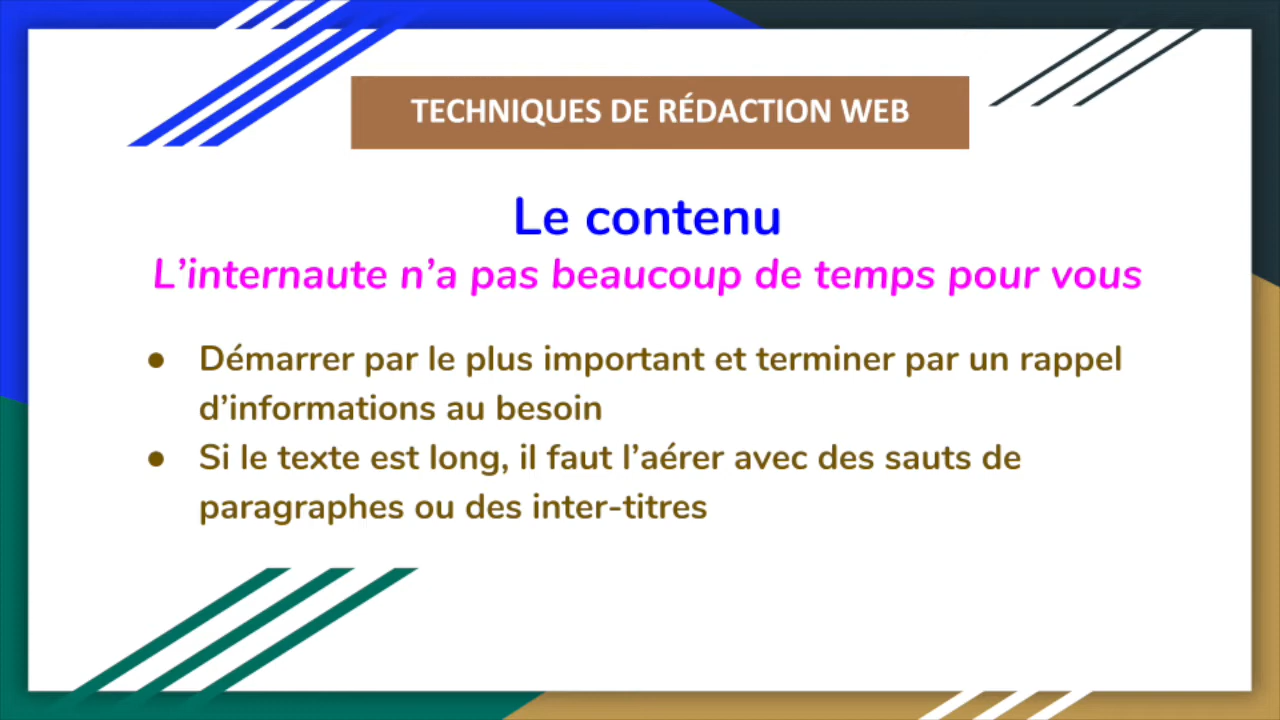 TECHNIQUES DE RÉDACTION WEB
Le contenu
L’internaute n’a pas beaucoup de temps pour vous
● Démarrer par le plus important et terminer par un rappel
d’informations au besoin
● Si le texte est long, il faut l’aérer avec des sauts de
paragraphes ou des inter-titres